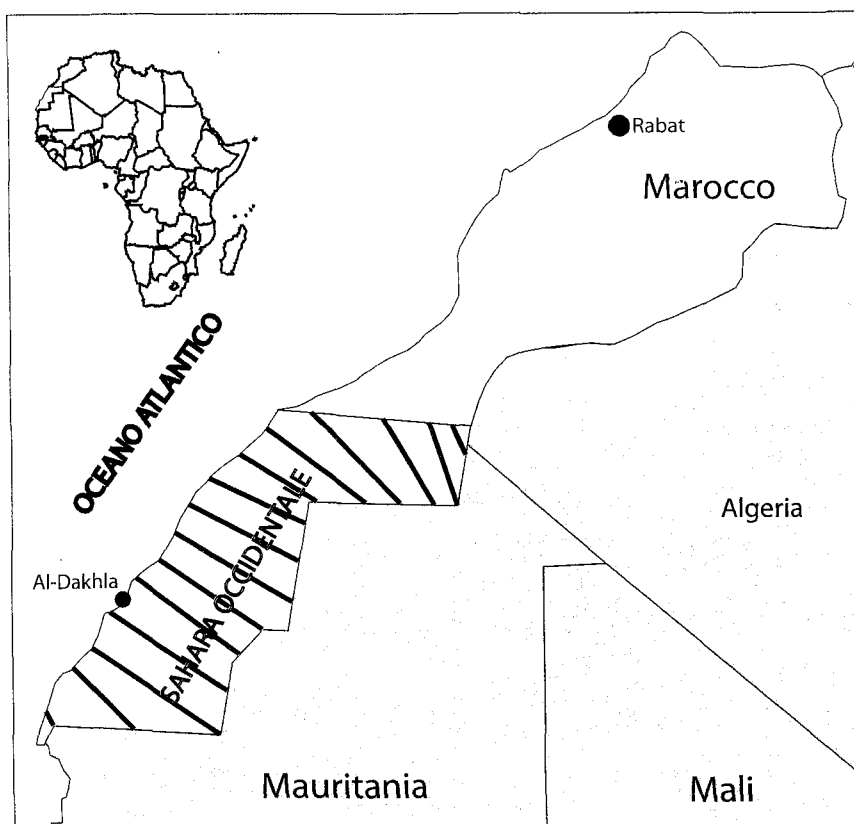 Rabat
Marocco
OCEANO ATLANTICO
SAHARA OCCIDENTALE
Algeria
Al-Dakhla
Mauritania
Mali